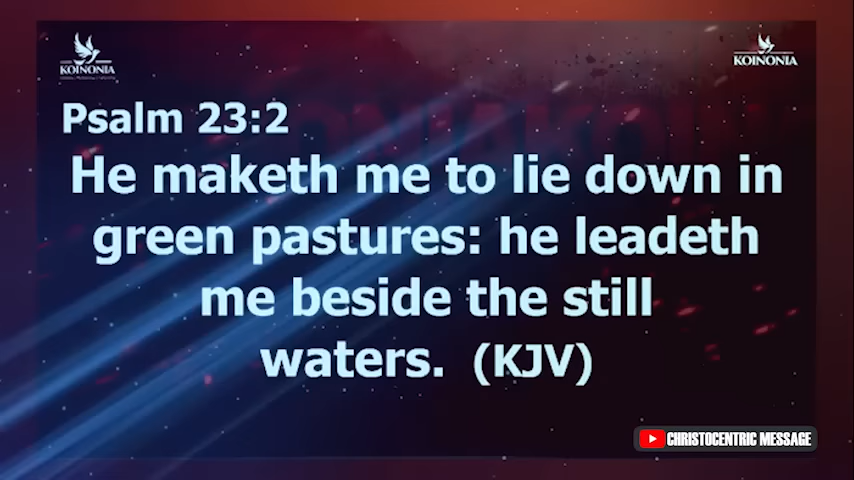 KOINONIA
KOINONIA
Psalm 23:2
He maketh me to lie down in
green pastures: he leadeth
me beside the still
waters. (KJV)
CHRISTOCENTRIC MESSAGE